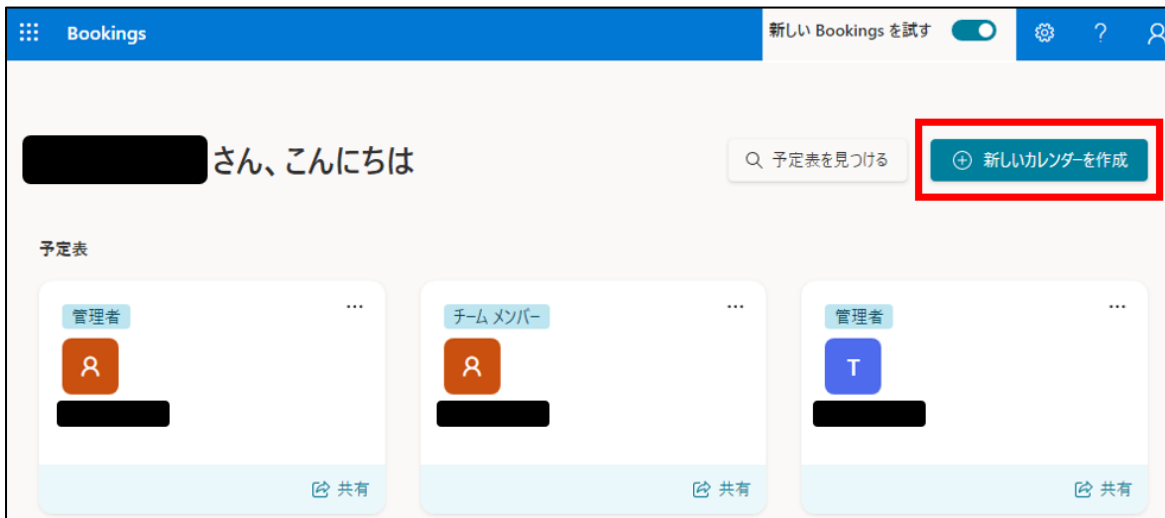 Bookings
新しい Bookings を試す
?
さん、こんにちは
予定表を見つける
新しいカレンダーを作成
予定表
管理者
...
チーム メンバー
...
管理者
...
T
共有
共有
共有